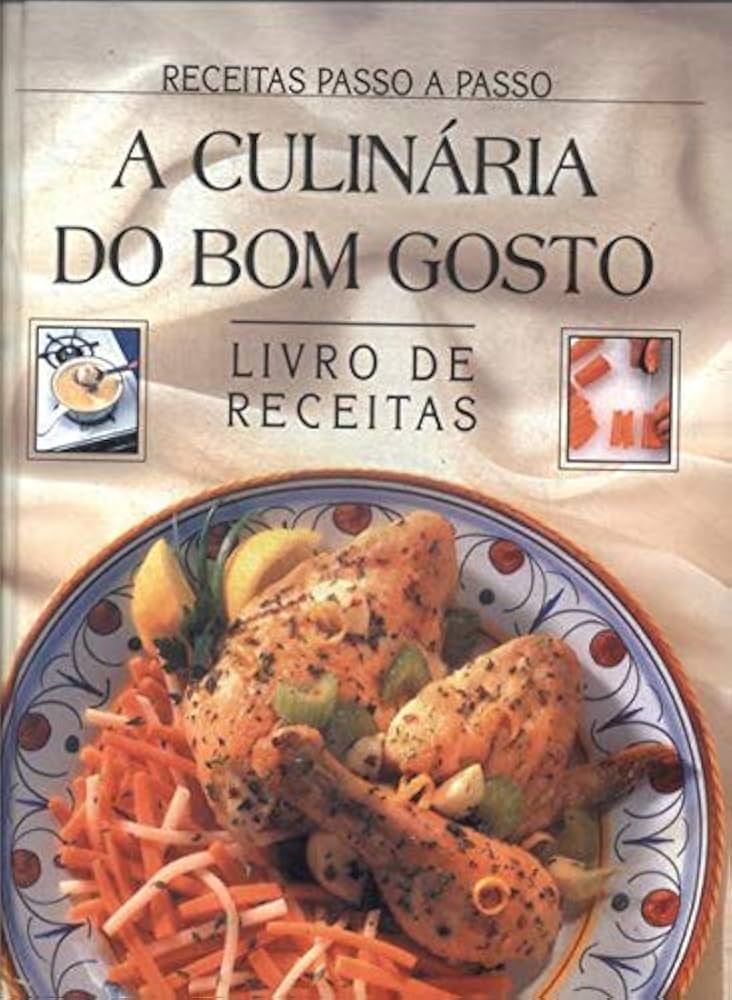 RECEITAS PASSO A PASSO
A CULINÁRIA
DO BOM GOSTO
LIVRO DE
RECEITAS